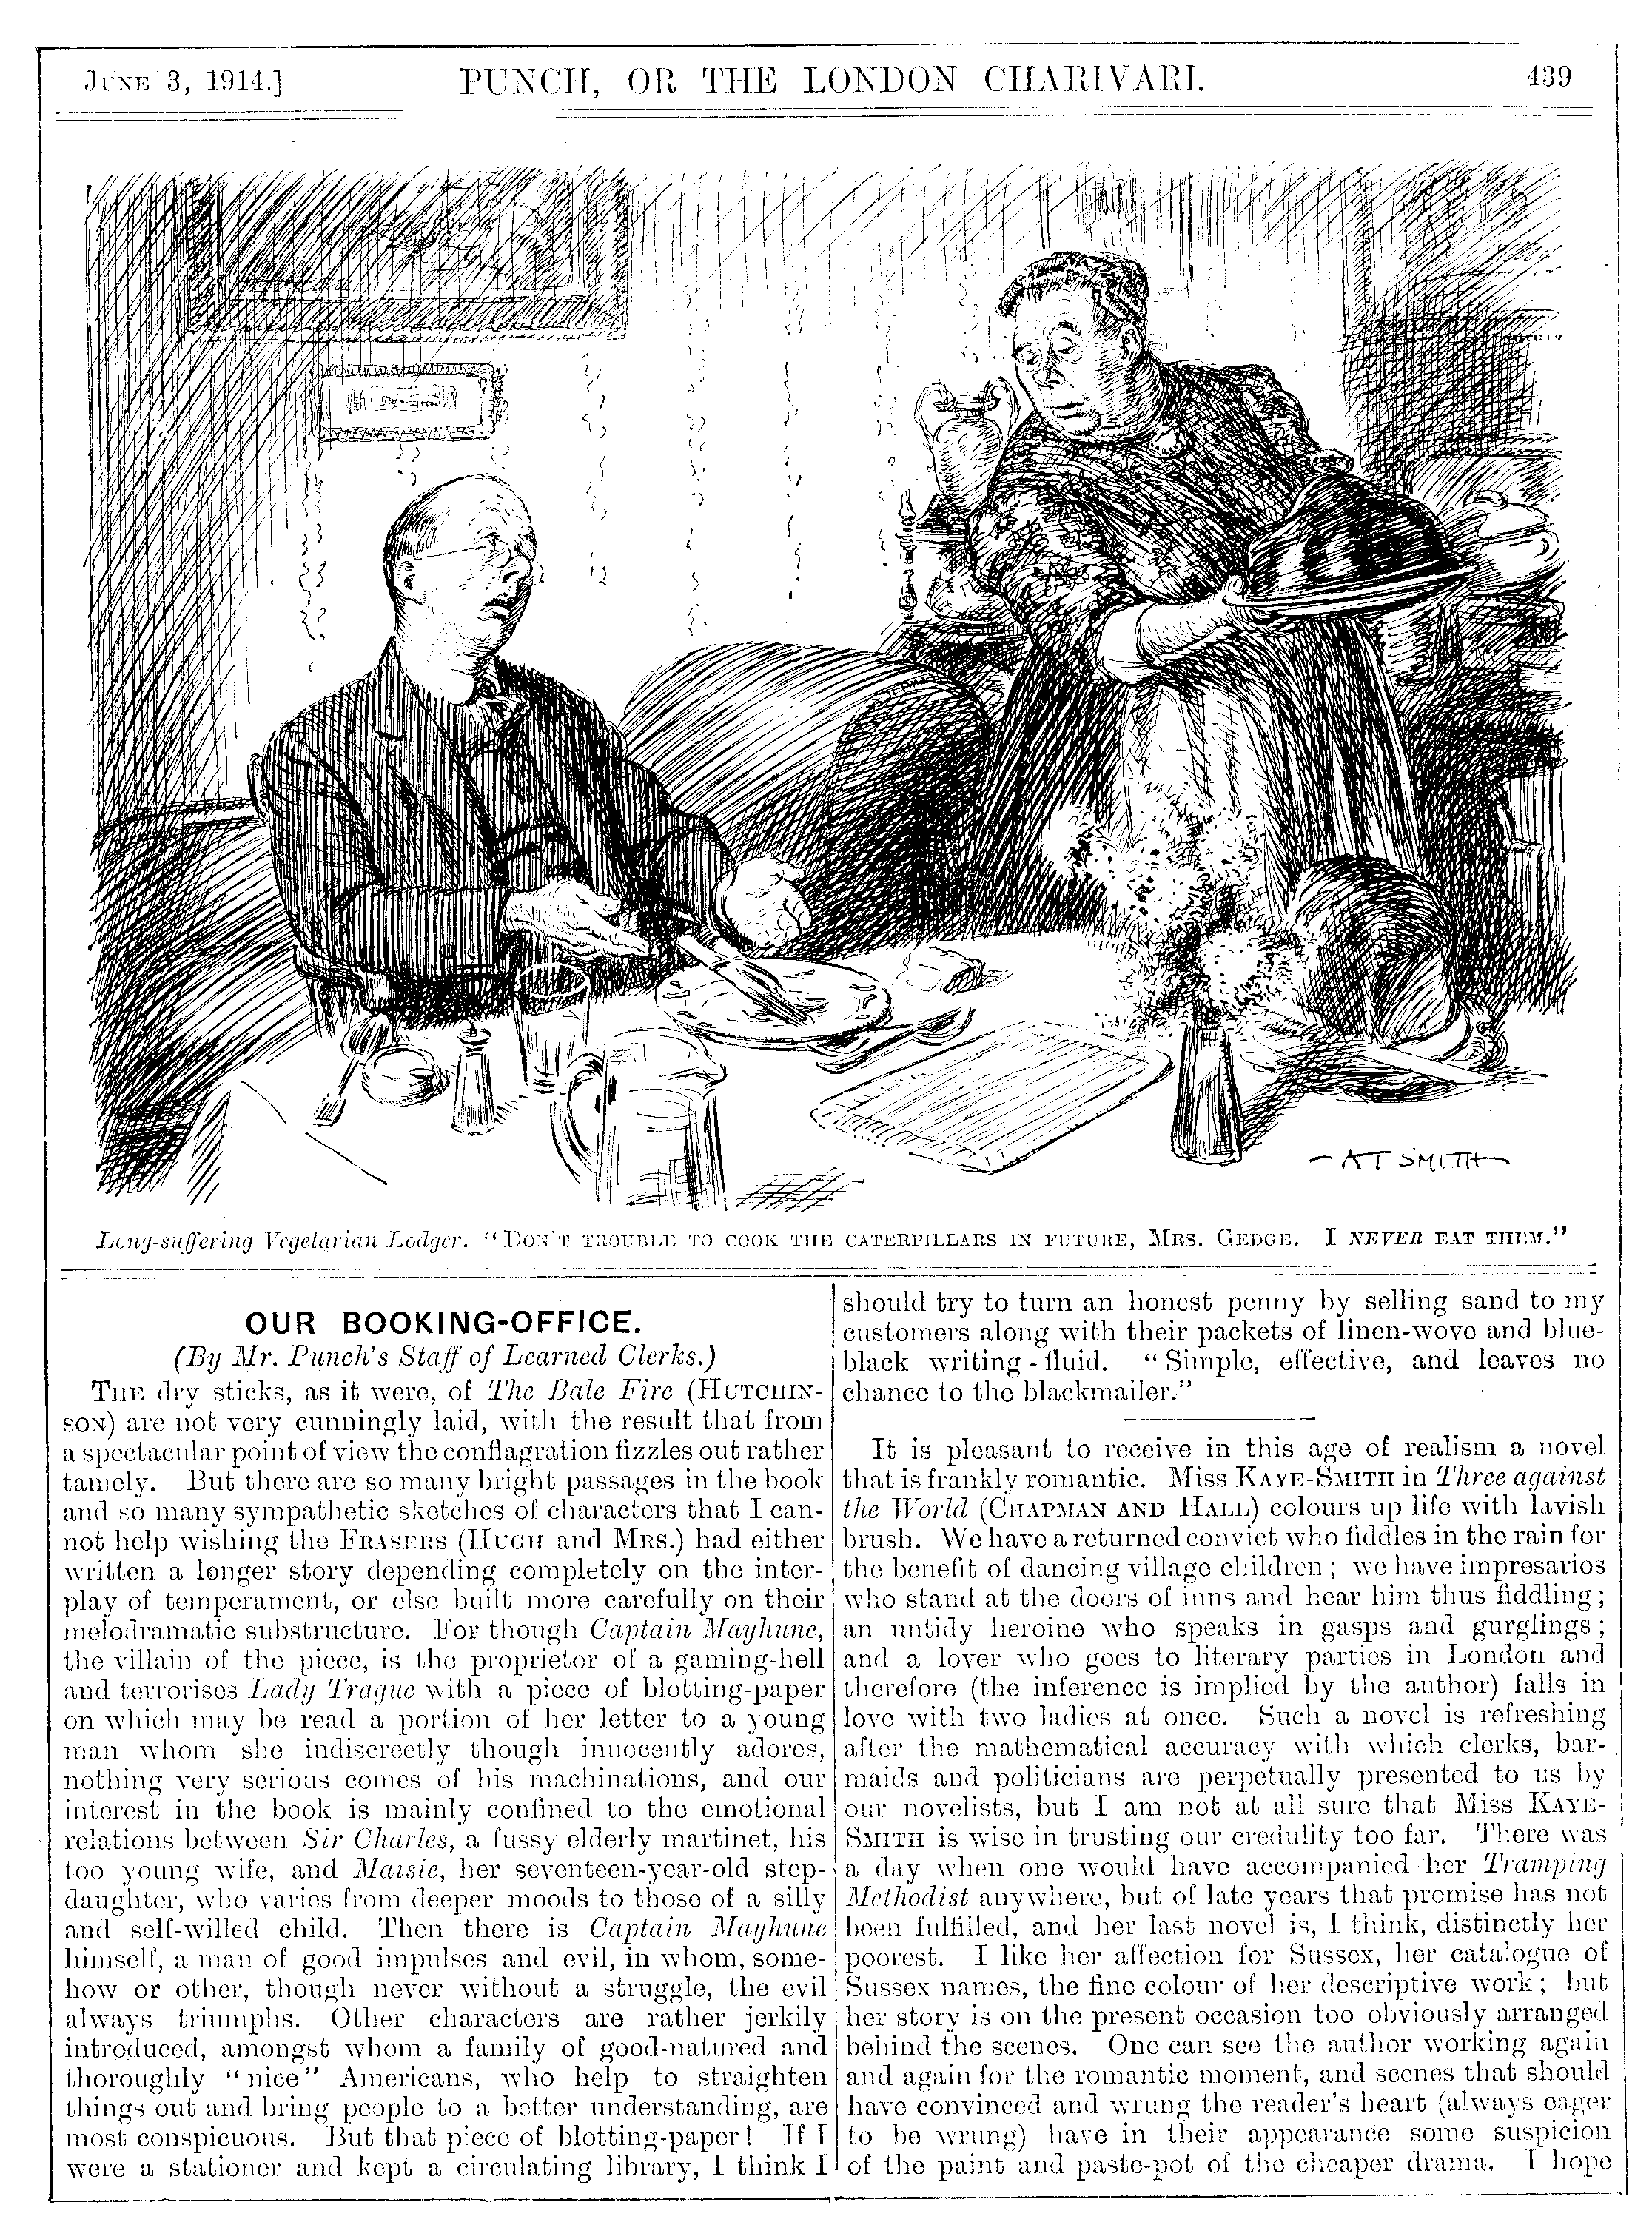 JUNE 3, 1914.] PUNCH, OR THE LONDON CHARIVARI. 439
A T SMITH
Long-suffering Vegetarian Lodger. "DON'T TROUBLE TO COOK THE CATERPILLARS IN FUTURE, MRS. GEDGE. I NEVER EAT THEM."
OUR BOOKING-OFFICE.
(By Mr. Punch's Staff of Learned Clerks.)
THE dry sticks, as it were, of The Bale Fire (HUTCHIN-
SON) are not very cunningly laid, with the result that from
a spectacular point of view the conflagration fizzles out rather
tamely. But there are so many bright passages in the book
and so many sympathetic sketches of characters that I can-
not help wishing the FRASERS (HUGH and MRS.) had either
written a longer story depending completely on the inter-
play of temperament, or else built more carefully on their
melodramatic substructure. For though Captain Mayhune,
the villain of the piece, is the proprietor of a gaming-hell
and terrorises Lady Trague with a piece of blotting-paper
on which may be read a portion of her letter to a young
man whom she indiscreetly though innocently adores,
nothing very serious comes of his machinations, and our
interest in the book is mainly confined to the emotional
relations between Sir Charles, a fussy elderly martinet, his
too young wife, and Maisie, her seventeen-year-old step-
daughter, who varies from deeper moods to those of a silly
and self-willed child. Then there is Captain Mayhune
himself, a man of good impulses and evil, in whom, some-
how or other, though never without a struggle, the evil
always triumphs. Other characters are rather jerkily
introduced, amongst whom a family of good-natured and
thoroughly "nice" Americans, who help to straighten
things out and bring people to a better understanding, are
most conspicuous. But that piece of blotting-paper! If I
were a stationer and kept a circulating library, I think I
should try to turn an honest penny by selling sand to my
customers along with their packets of linen-wove and blue-
black writing-fluid. "Simple, effective, and leaves no
chance to the blackmailer."
It is pleasant to receive in this age of realism a novel
that is frankly romantic. Miss KAYE-SMITH in Three against
the World (CHAPMAN AND HALL) colours up life with lavish
brush. We have a returned convict who fiddles in the rain for
the benefit of dancing village children; we have impresarios
who stand at the doors of inns and hear him thus fiddling;
an untidy heroine who speaks in gasps and gurglings;
and a lover who goes to literary parties in London and
therefore (the inference is implied by the author) falls in
love with two ladies at once. Such a novel is refreshing
after the mathematical accuracy with which clerks, bar-
maids and politicians are perpetually presented to us by
our novelists, but I am not at all sure that Miss KAYE-
SMITH is wise in trusting our credulity too far. There was
a day when one would have accompanied her Tramping
Methodist anywhere, but of late years that promise has not
been fulfilled, and her last novel is, I think, distinctly her
poorest. I like her affection for Sussex, her catalogue of
Sussex names, the fine colour of her descriptive work; but
her story is on the present occasion too obviously arranged
behind the scenes. One can see the author working again
and again for the romantic moment, and scenes that should
have convinced and wrung the reader's heart (always eager
to be wrung) have in their appearance some suspicion
of the paint and paste-pot of the cheaper drama. I hope